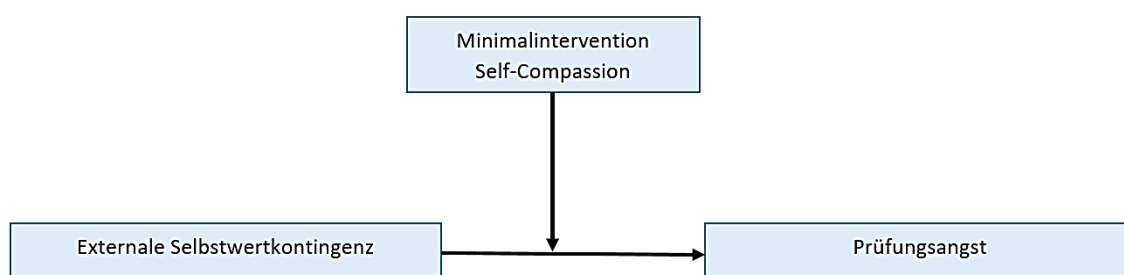 Minimalintervention
Self-Compassion
Externale Selbstwertkontingenz
Prüfungsangst